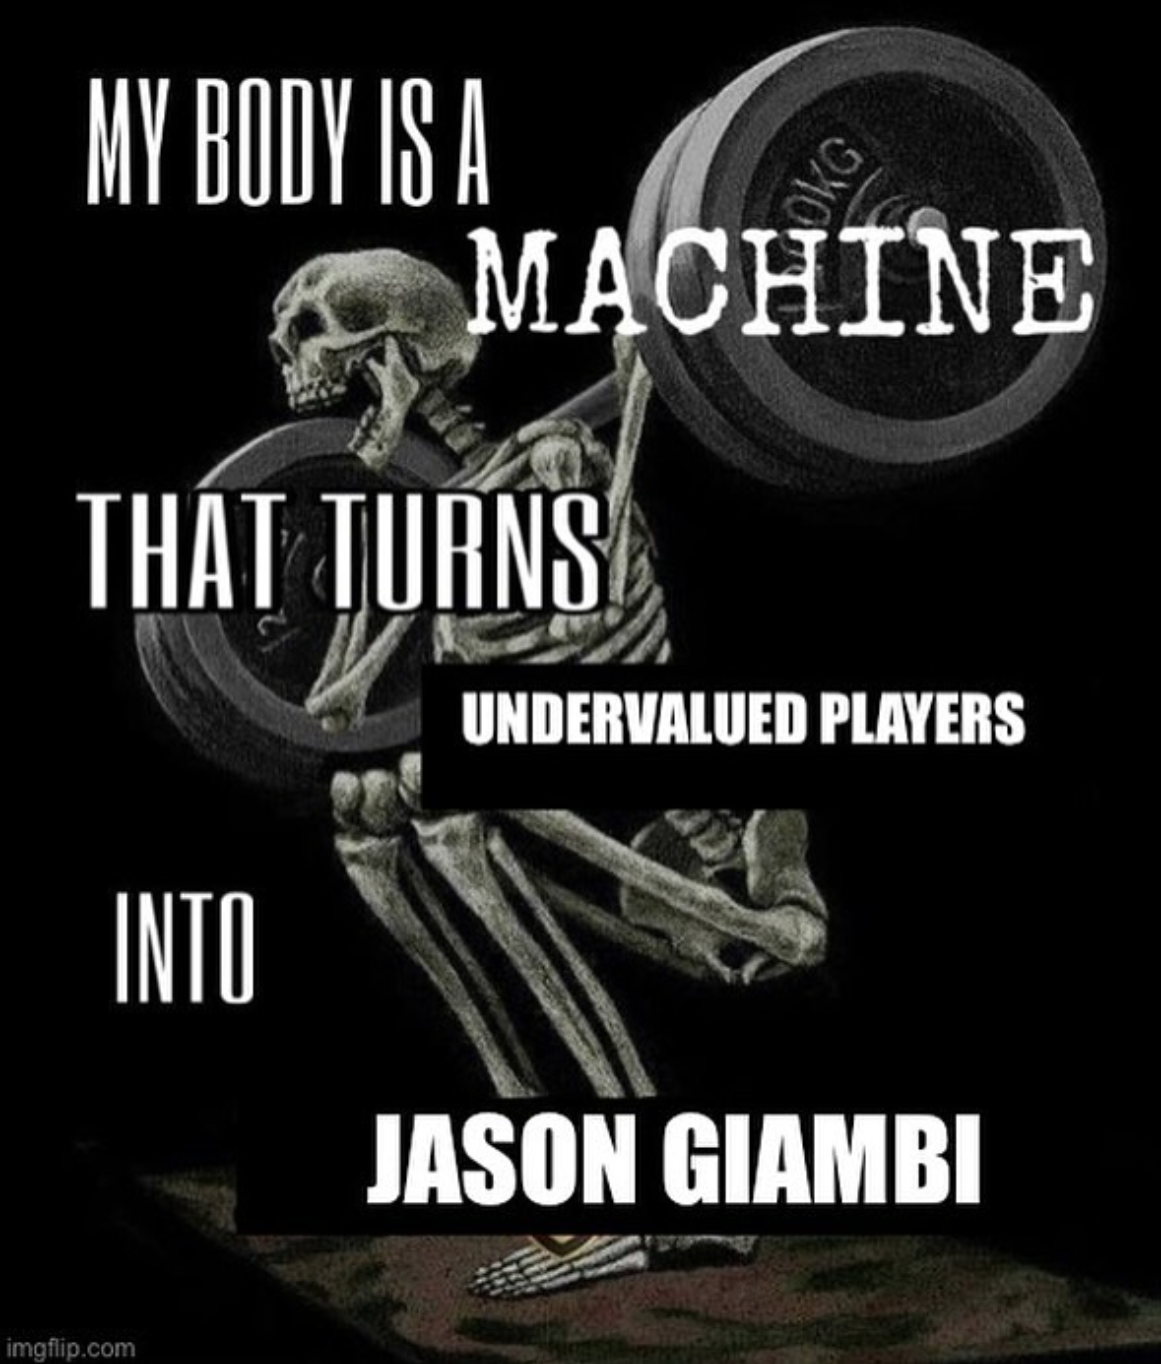 MY BODY IS A
MACHINE
THAT TURNS
UNDERVALUED PLAYERS
INTO
JASON GIAMBI
imgflip.com